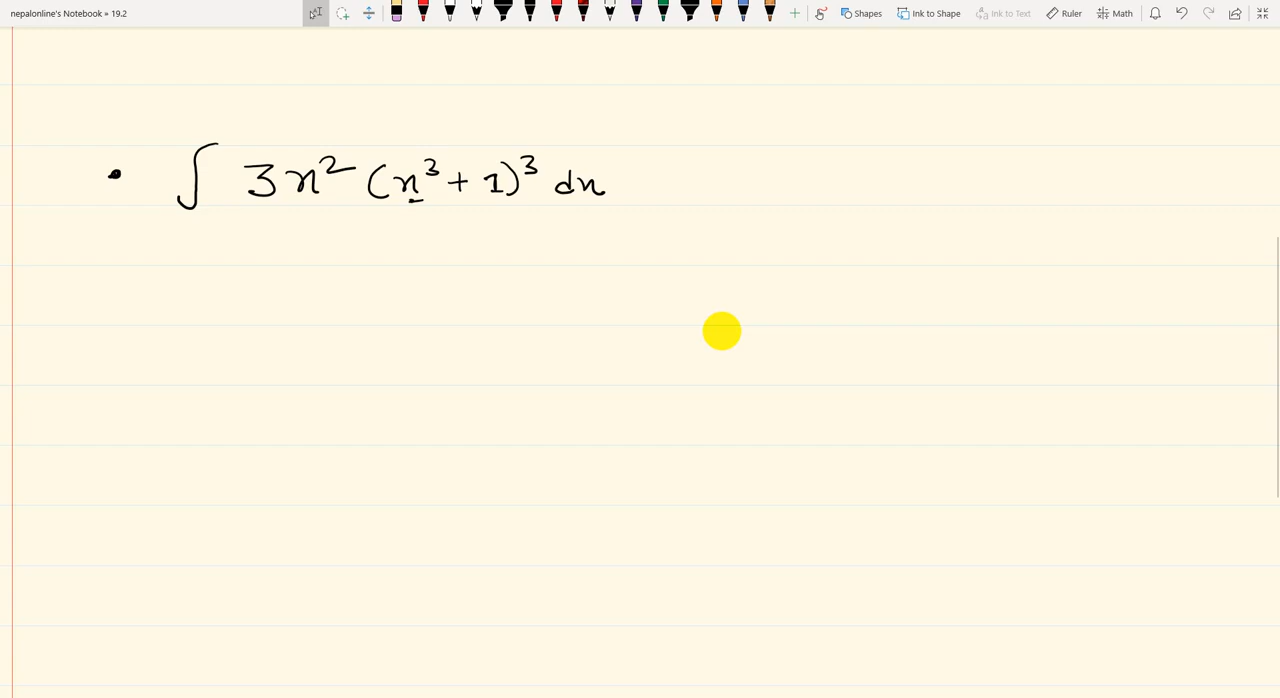 nepalonline's Notebook » 19.2
Shapes Ink to Shape Ink to Text Ruler Math
• ∫ 3x² (x³ + 1)³ dx